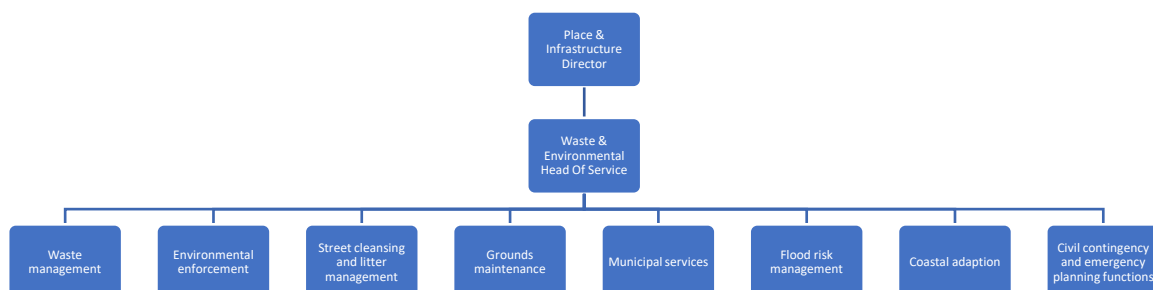 Place &
Infrastructure
Director
Waste &
Environmental
Head Of Service
Waste
management
Environmental
enforcement
Street cleansing
and litter
management
Grounds
maintenance
Municipal services
Flood risk
management
Coastal adaption
Civil contingency
and emergency
planning functions